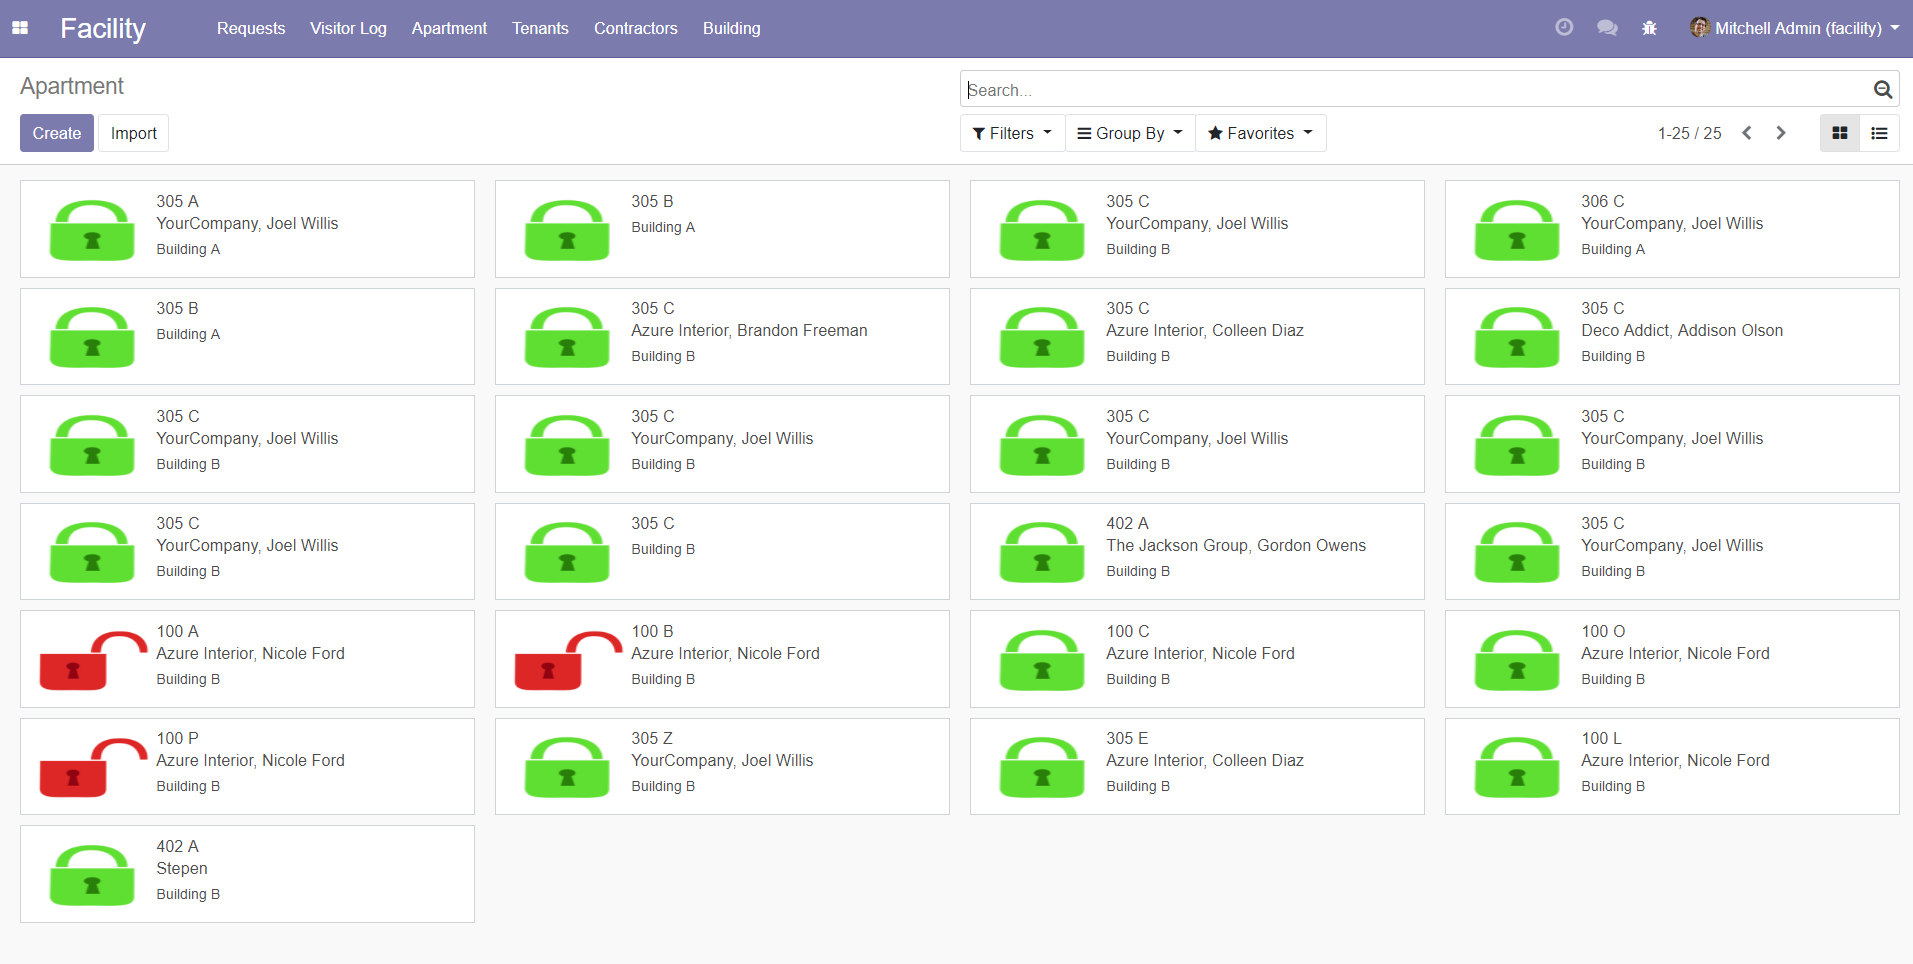 Facility
Requests
Visitor Log
Apartment
Tenants
Contractors
Building
Mitchell Admin (facility)
Apartment
Search...
Create
Import
Filters
Group By
Favorites
1-25 / 25
305 A
YourCompany, Joel Willis
Building A
305 B
Building A
305 C
YourCompany, Joel Willis
Building B
306 C
YourCompany, Joel Willis
Building A
305 B
Building A
305 C
Azure Interior, Brandon Freeman
Building B
305 C
Azure Interior, Colleen Diaz
Building B
305 C
Deco Addict, Addison Olson
Building B
305 C
YourCompany, Joel Willis
Building B
305 C
YourCompany, Joel Willis
Building B
305 C
YourCompany, Joel Willis
Building B
305 C
YourCompany, Joel Willis
Building B
305 C
YourCompany, Joel Willis
Building B
305 C
Building B
402 A
The Jackson Group, Gordon Owens
Building B
305 C
YourCompany, Joel Willis
Building B
100 A
Azure Interior, Nicole Ford
Building B
100 B
Azure Interior, Nicole Ford
Building B
100 C
Azure Interior, Nicole Ford
Building B
100 O
Azure Interior, Nicole Ford
Building B
100 P
Azure Interior, Nicole Ford
Building B
305 Z
YourCompany, Joel Willis
Building B
305 E
Azure Interior, Colleen Diaz
Building B
100 L
Azure Interior, Nicole Ford
Building B
402 A
Stepen
Building B